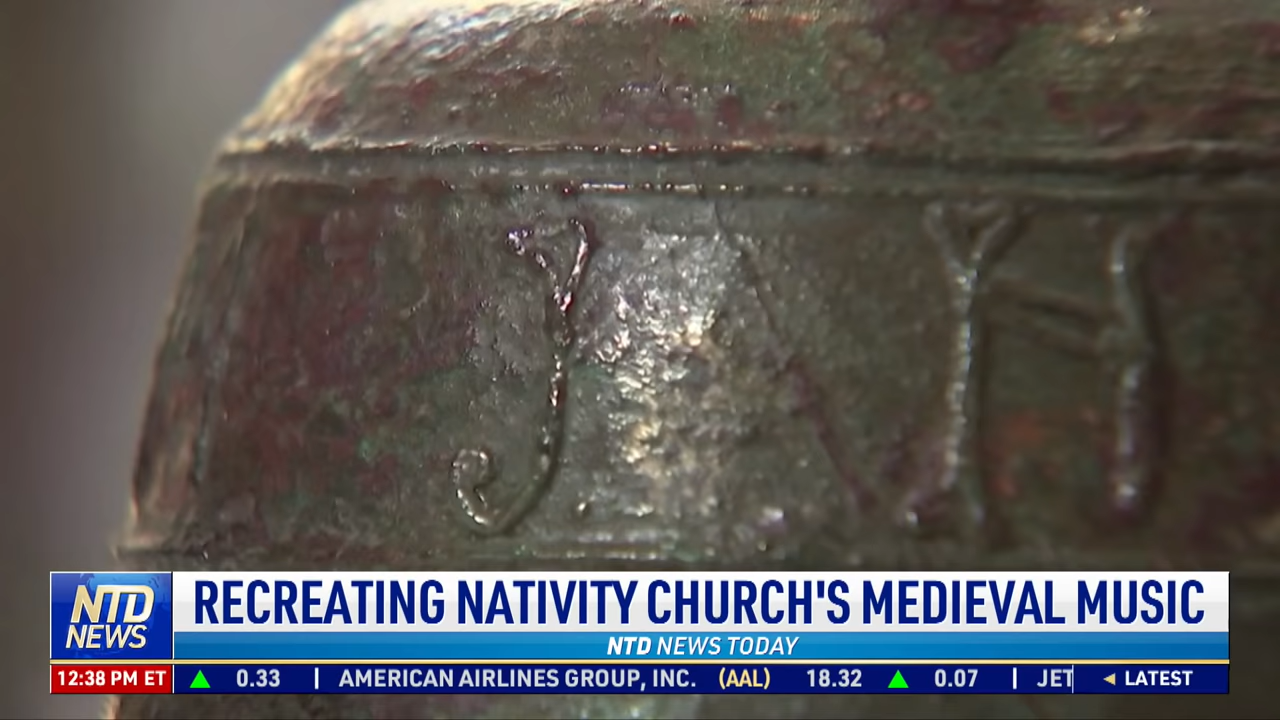 RECREATING NATIVITY CHURCH'S MEDIEVAL MUSIC
NTD
NEWS
NTD NEWS TODAY
12:38 PM ET ▲ 0.33 | AMERICAN AIRLINES GROUP, INC. (AAL) 18.32 ▲ 0.07 | JET ◄ LATEST